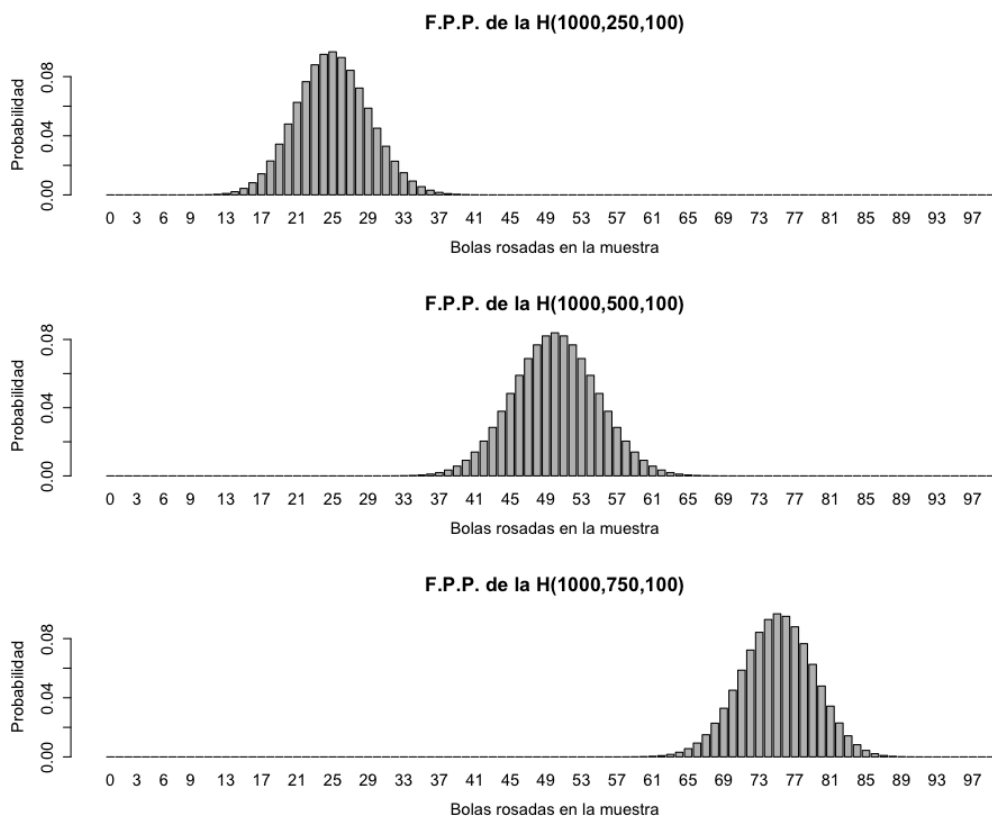 F.P.P. de la H(1000,250,100)
Probabilidad
0.08
0.04
0.00
0 3 6 9 13 17 21 25 29 33 37 41 45 49 53 57 61 65 69 73 77 81 85 89 93 97
Bolas rosadas en la muestra
F.P.P. de la H(1000,500,100)
Probabilidad
0.08
0.04
0.00
0 3 6 9 13 17 21 25 29 33 37 41 45 49 53 57 61 65 69 73 77 81 85 89 93 97
Bolas rosadas en la muestra
F.P.P. de la H(1000,750,100)
Probabilidad
0.08
0.04
0.00
0 3 6 9 13 17 21 25 29 33 37 41 45 49 53 57 61 65 69 73 77 81 85 89 93 97
Bolas rosadas en la muestra